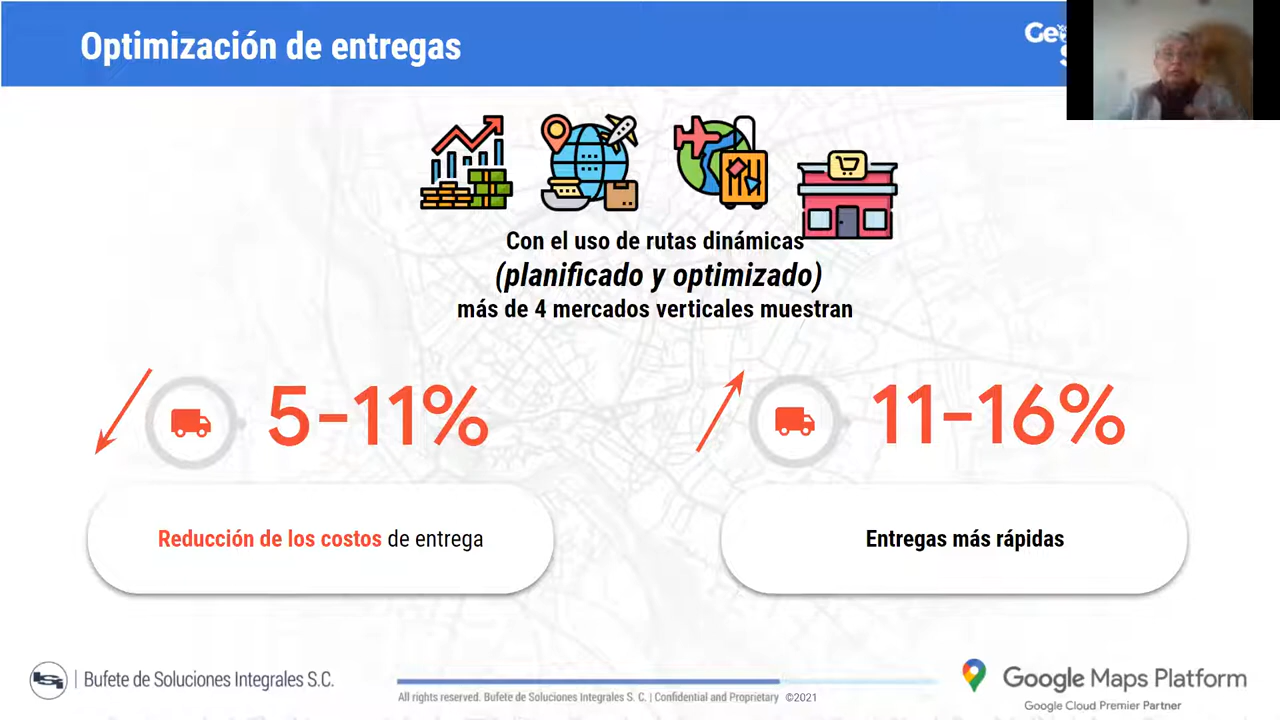 Optimización de entregas
Con el uso de rutas dinámicas
(planificado y optimizado)
más de 4 mercados verticales muestran
5-11%
11-16%
Reducción de los costos de entrega
Entregas más rápidas
Bufete de Soluciones Integrales S.C.
All rights reserved. Bufete de Soluciones Integrales S. C. | Confidential and Proprietary ©2021
Google Maps Platform
Google Cloud Premier Partner